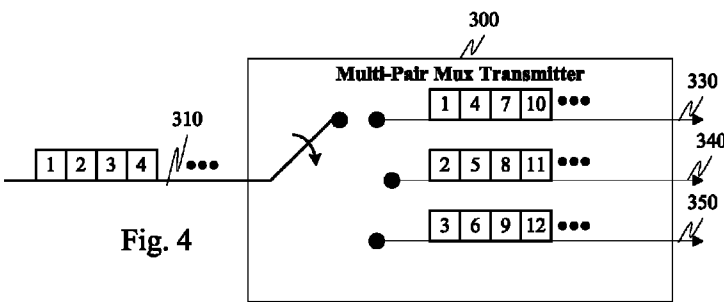 300
Multi-Pair Mux Transmitter
330
1 4 7 10 •••
310
340
1 2 3 4 •••
2 5 8 11 •••
350
3 6 9 12 •••
Fig. 4